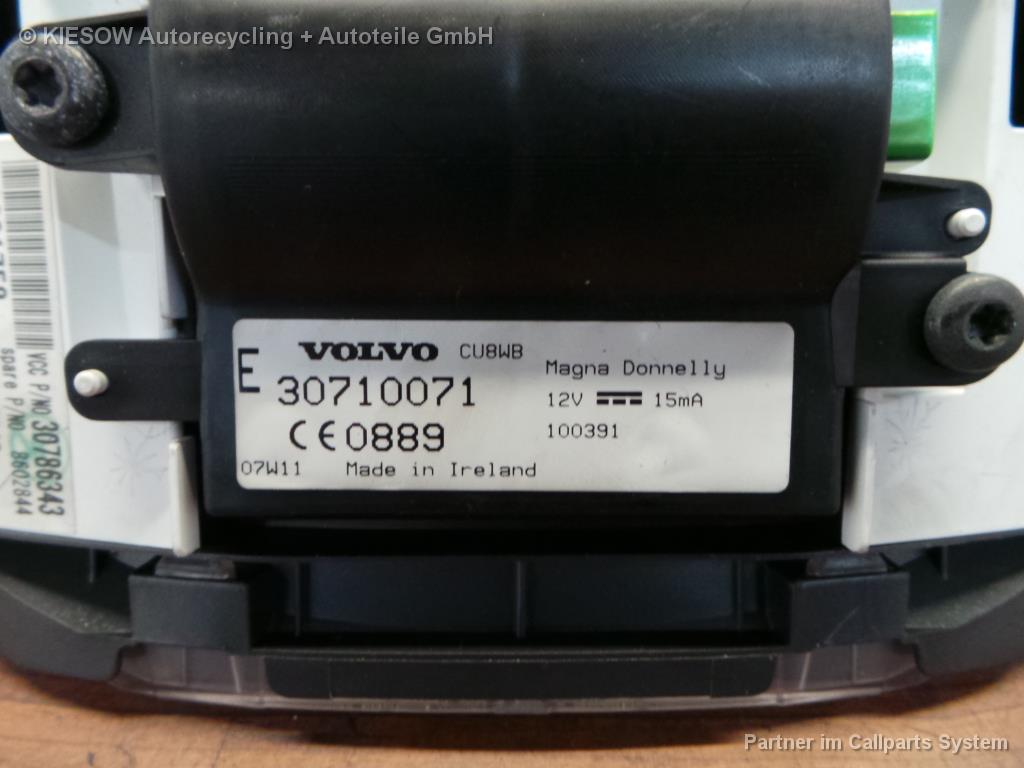 © KIESOW Autorecycling + Autoteile GmbH
E
VOLVO CU8WB
30710071
CE0889
07W11 Made in Ireland
Magna Donnelly
12V 15mA
100391
VCC P/NO 30786343
spare P/NO 8602844
Partner im Callparts System